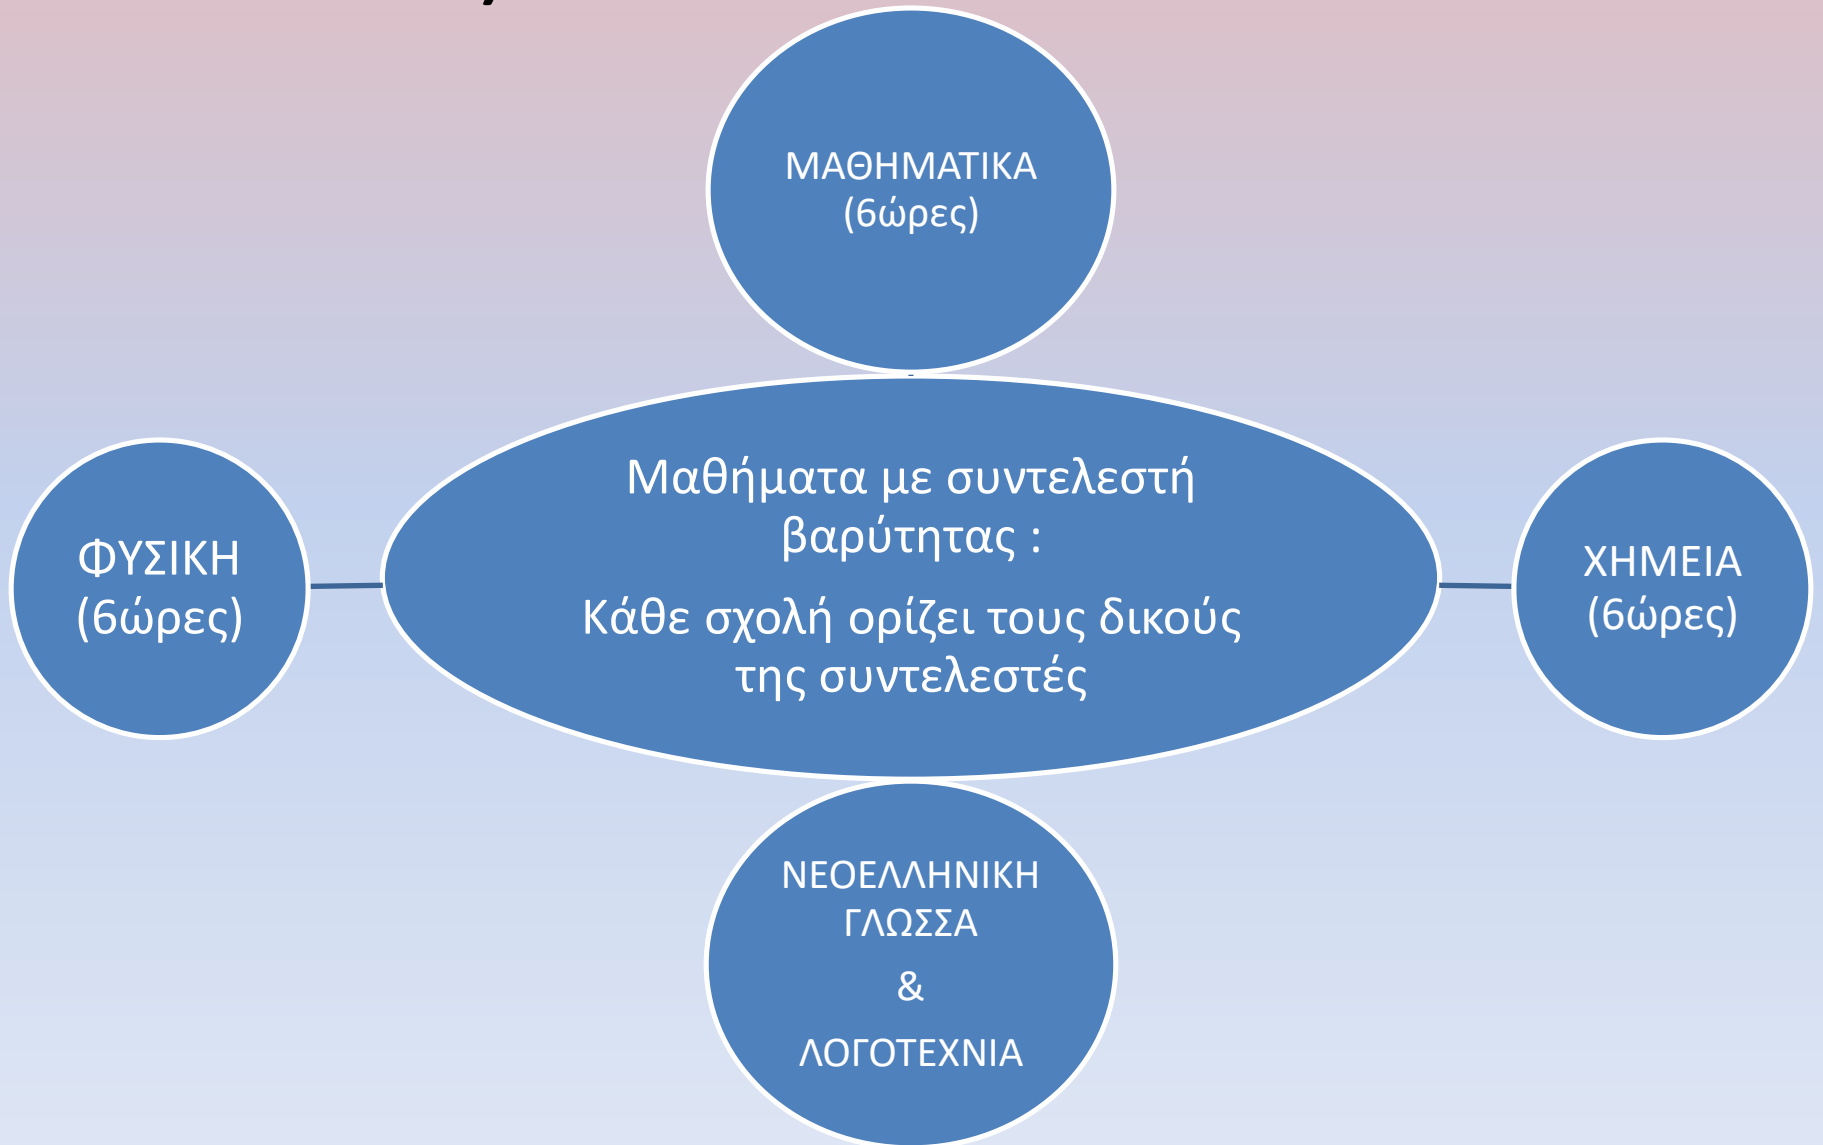 ΜΑΘΗΜΑΤΙΚΑ
(6ώρες)
Μαθήματα με συντελεστή
βαρύτητας :
Κάθε σχολή ορίζει τους δικούς
της συντελεστές
ΦΥΣΙΚΗ
(6ώρες)
ΧΗΜΕΙΑ
(6ώρες)
ΝΕΟΕΛΛΗΝΙΚΗ
ΓΛΩΣΣΑ
&
ΛΟΓΟΤΕΧΝΙΑ